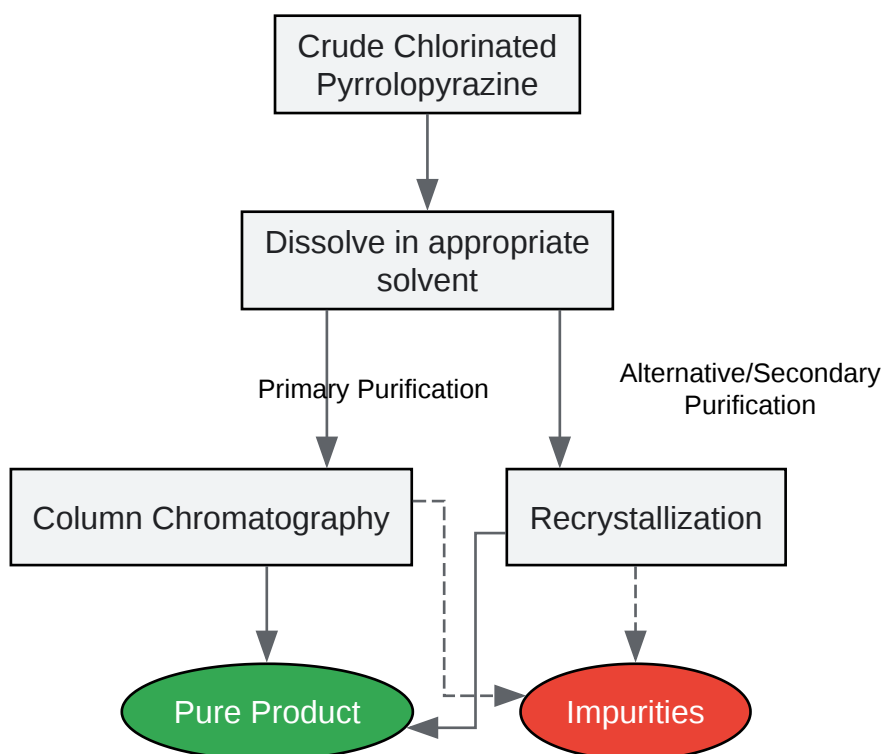 Crude Chlorinated
Pyrrolopyrazine
Dissolve in appropriate
solvent
Primary Purification
Alternative/Secondary
Purification
Column Chromatography
Recrystallization
Pure Product
Impurities